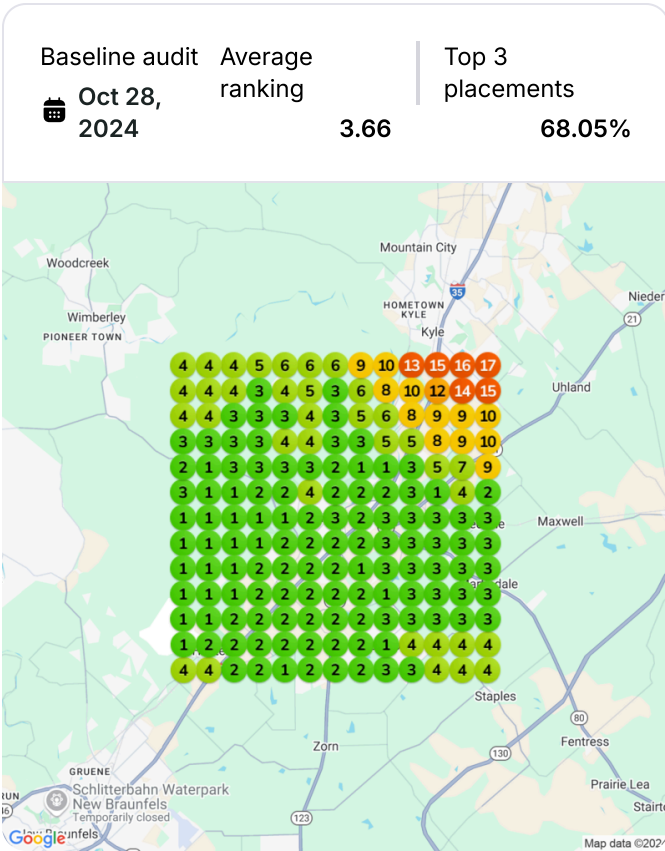 Baseline audit
Oct 28,
2024
Average
ranking
3.66
Top 3
placements
68.05%
Mountain City
Woodcreek
35
HOMETOWN
KYLE
Nieder
Wimberley
21
PIONEER TOWN
Kyle
4 4 4 5 6 6 6 9 10 13 15 16 17
4 4 4 3 4 5 3 6 8 10 12 14 15
Uhland
4 4 3 3 3 4 3 5 6 8 9 9 10
3 3 3 3 4 4 3 3 5 5 8 9 10
2 1 3 3 3 3 2 1 1 3 5 7 9
3 1 1 2 2 4 2 2 2 3 1 4 2
1 1 1 1 1 2 3 2 3 3 3 3 3
Maxwell
1 1 1 1 2 2 2 2 3 3 3 3 3
1 1 1 1 2 2 2 1 3 3 3 3 3
dale
1 1 1 1 2 2 2 2 1 3 3 3 3
1 1 2 2 2 2 2 2 3 3 3 3 3
1 2 2 2 2 2 2 2 1 4 4 4 4
4 4 2 2 1 2 2 2 3 3 4 4 4
Staples
80
Zorn
Fentress
130
GRUENE
Schlitterbahn Waterpark
New Braunfels
Temporarily closed
Prairie Lea
RUN
46
Stairt
123
Braunfels
Google
Map data ©2024